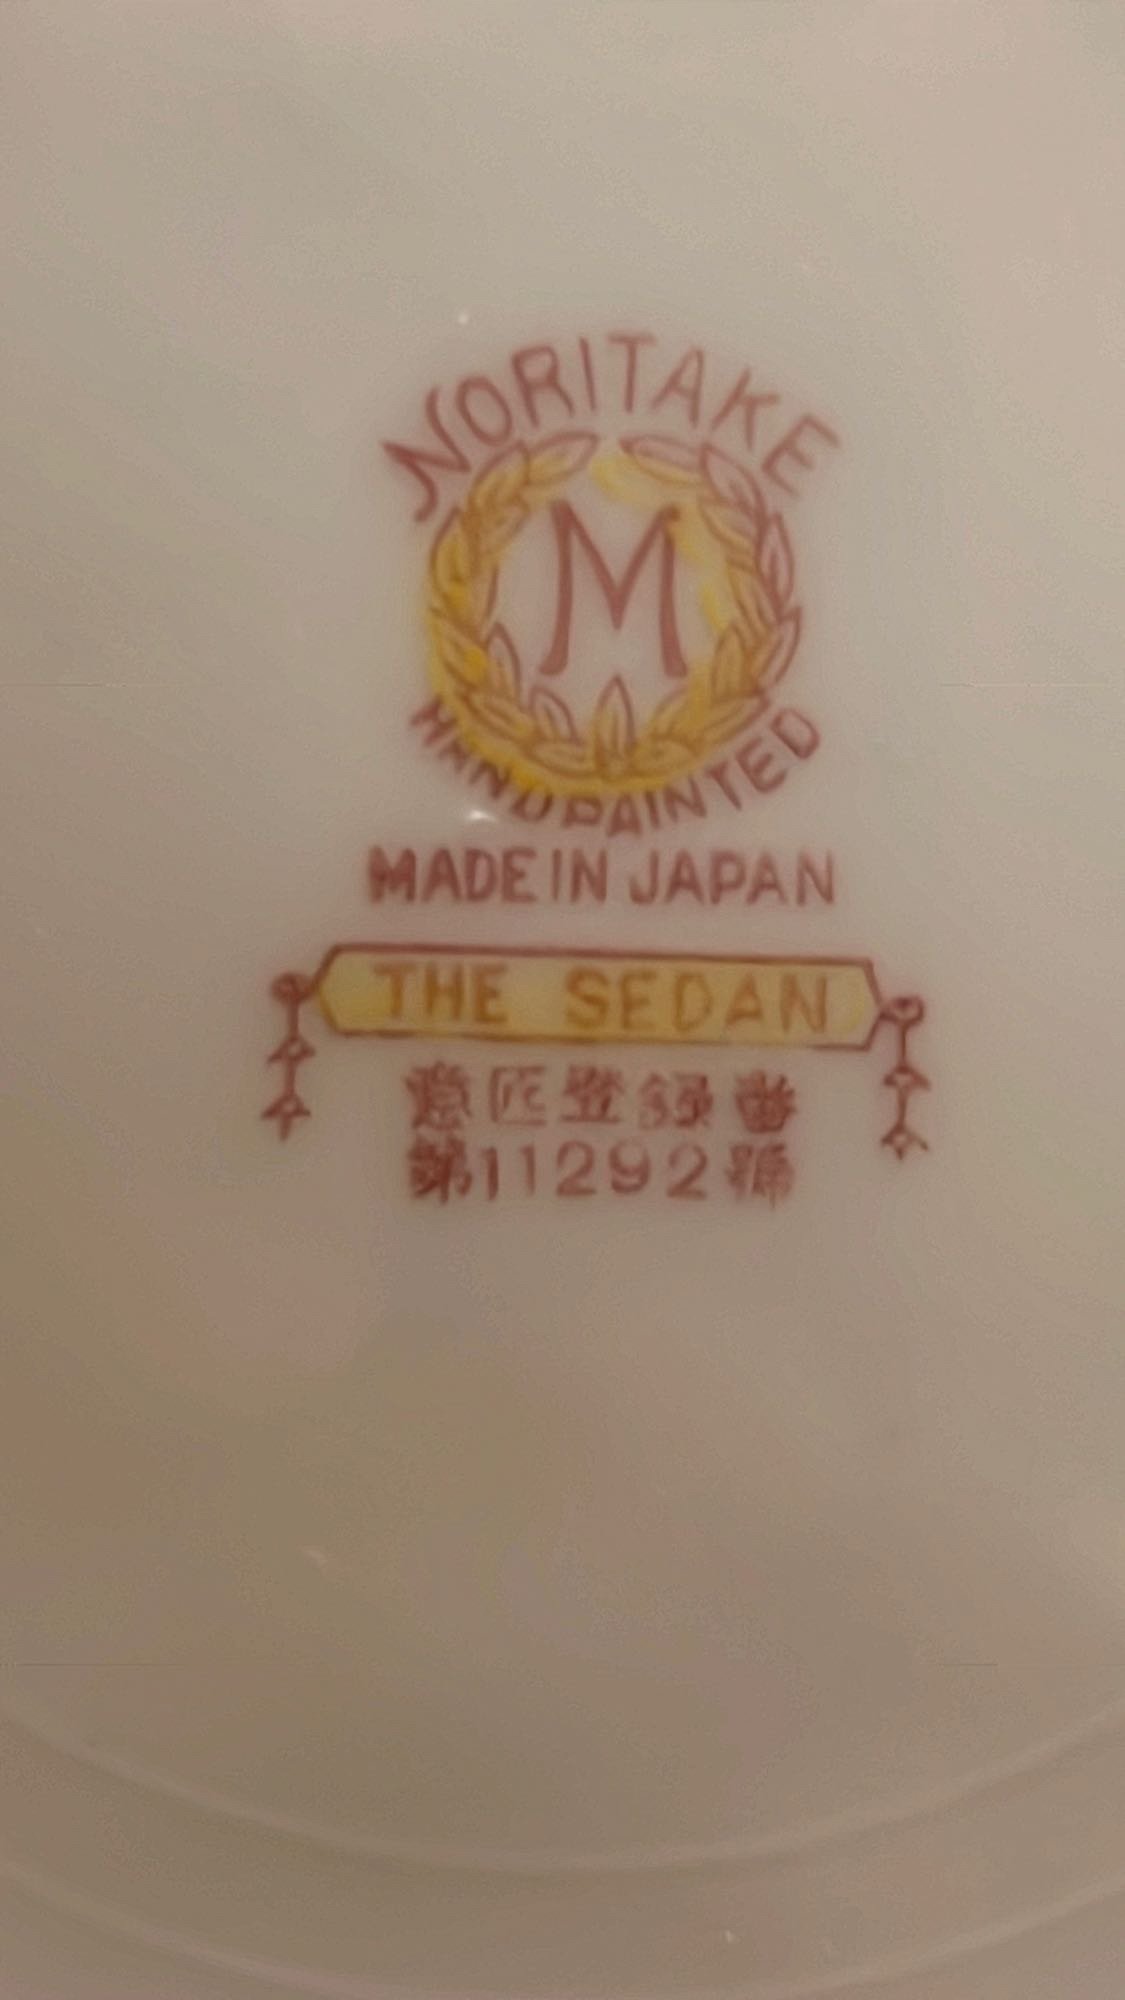 NORITAKE
M
HANDPAINTED
MADE IN JAPAN
THE SEDAN
意匠登録番
第11292號